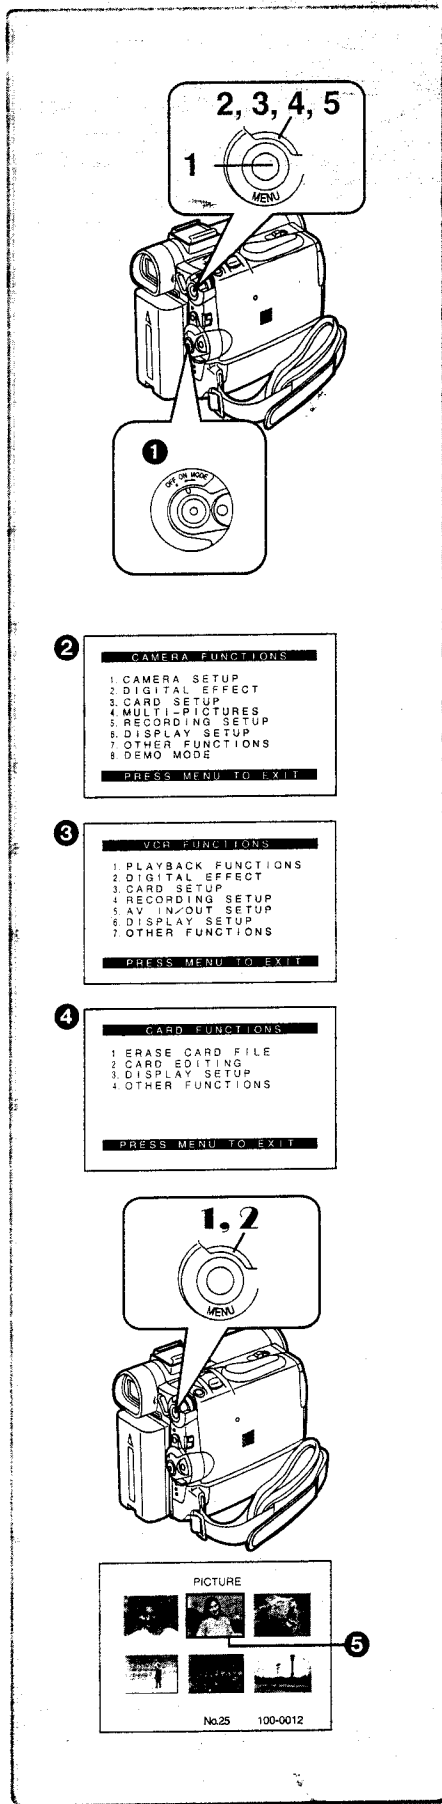 2, 3, 4, 5
1
MENU
1
OFF ON MODE
2
CAMERA FUNCTIONS
1. CAMERA SETUP
2. DIGITAL EFFECT
3. CARD SETUP
4. MULTI-PICTURES
5. RECORDING SETUP
6. DISPLAY SETUP
7. OTHER FUNCTIONS
8. DEMO MODE
PRESS MENU TO EXIT
3
VCR FUNCTIONS
1. PLAYBACK FUNCTIONS
2. DIGITAL EFFECT
3. CARD SETUP
4 RECORDING SETUP
5. AV IN/OUT SETUP
6. DISPLAY SETUP
7. OTHER FUNCTIONS
PRESS MENU TO EXIT
4
CARD FUNCTIONS
1 ERASE CARD FILE
2 CARD EDITING
3. DISPLAY SETUP
4. OTHER FUNCTIONS
PRESS MENU TO EXIT
1, 2
MENU
PICTURE
5
No.25 100-0012